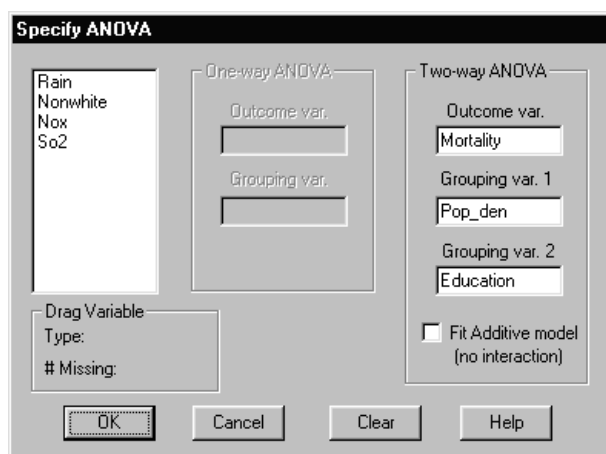 Specify ANOVA
Rain
Nonwhite
Nox
So2
One-way ANOVA
Outcome var.
Grouping var.
Two-way ANOVA
Outcome var.
Mortality
Grouping var. 1
Pop_den
Grouping var. 2
Education
Fit Additive model
(no interaction)
Drag Variable
Type:
# Missing:
OK
Cancel
Clear
Help